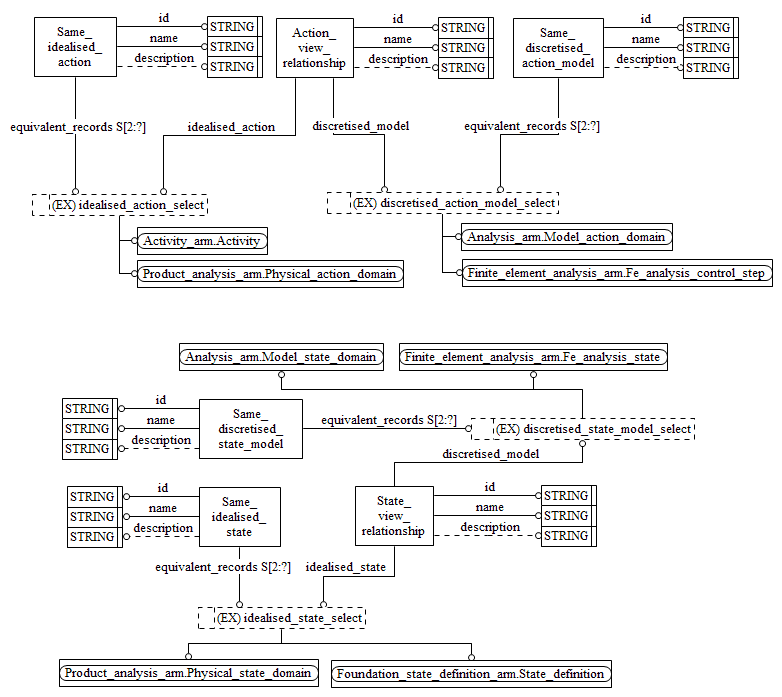 id
Same_
idealised_
action
STRING
name
STRING
description
STRING
id
Action_
view_
relationship
STRING
name
STRING
description
STRING
id
Same_
discretised_
action_model
STRING
name
STRING
description
STRING
equivalent_records S[2:?]
idealised_action
discretised_model
equivalent_records S[2:?]
(EX) idealised_action_select
(EX) discretised_action_model_select
Activity_arm.Activity
Analysis_arm.Model_action_domain
Product_analysis_arm.Physical_action_domain
Finite_element_analysis_arm.Fe_analysis_control_step
Analysis_arm.Model_state_domain
Finite_element_analysis_arm.Fe_analysis_state
id
STRING
name
STRING
description
STRING
Same_
discretised_
state_model
equivalent_records S[2:?]
(EX) discretised_state_model_select
discretised_model
id
STRING
name
STRING
description
STRING
Same_
idealised_
state
State_
view_
relationship
id
STRING
name
STRING
description
STRING
equivalent_records S[2:?]
idealised_state
(EX) idealised_state_select
Product_analysis_arm.Physical_state_domain
Foundation_state_definition_arm.State_definition